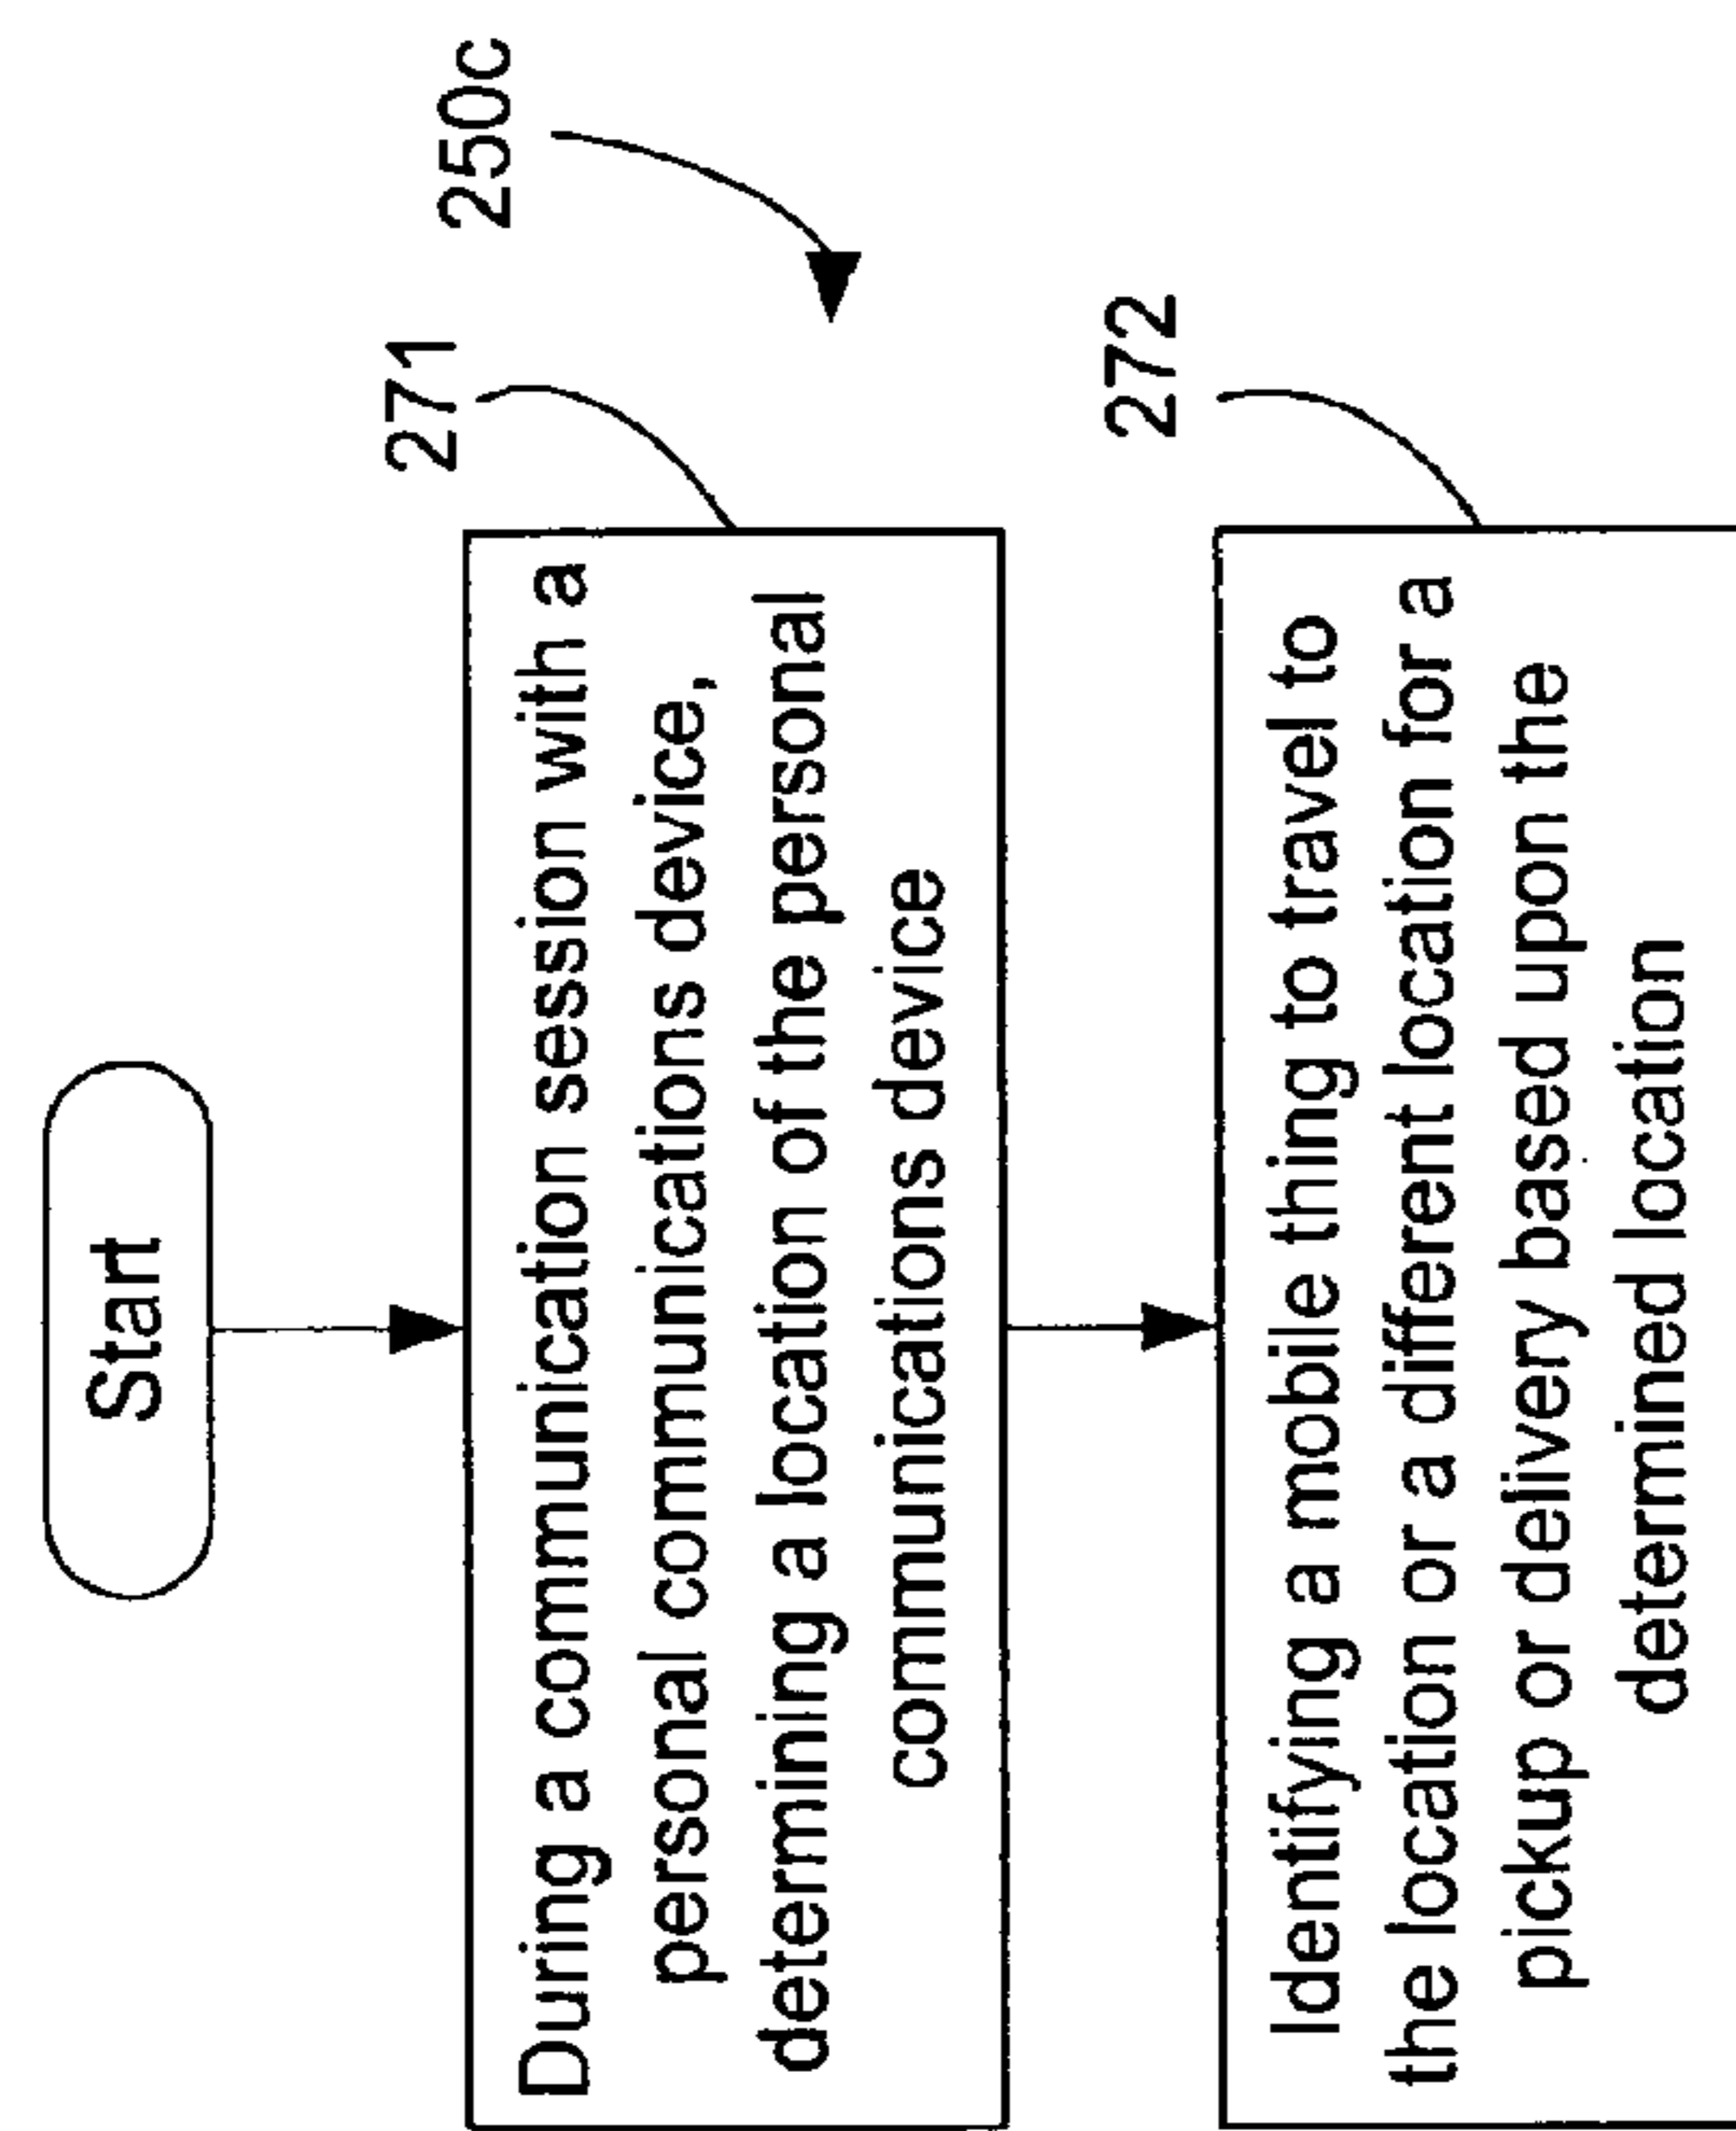 Start
250c
271
During a communication session with a
personal communications device,
determining a location of the personal
communications device
272
Identifying a mobile thing to travel to
the location or a different location for a
pickup or delivery based upon the
determined location